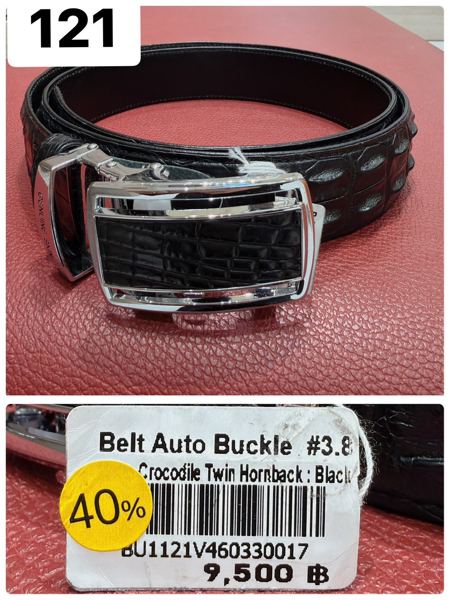 121
Belt Auto Buckle #3.8
Crocodile Twin Hornback : Black
40%
BU1121V460330017
9,500 ฿